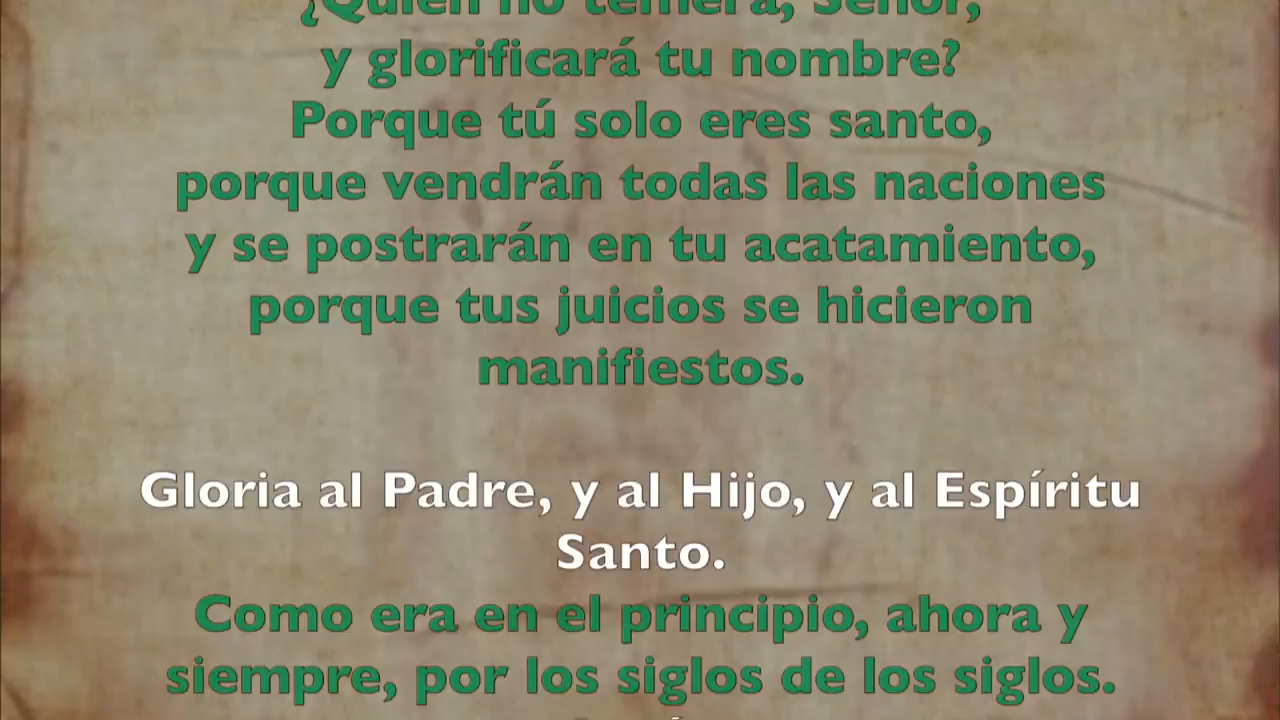 ¿Quién no temerá, Señor,
y glorificará tu nombre?
Porque tú solo eres santo,
porque vendrán todas las naciones
y se postrarán en tu acatamiento,
porque tus juicios se hicieron
manifiestos.
Gloria al Padre, y al Hijo, y al Espíritu
Santo.
Como era en el principio, ahora y
siempre, por los siglos de los siglos.